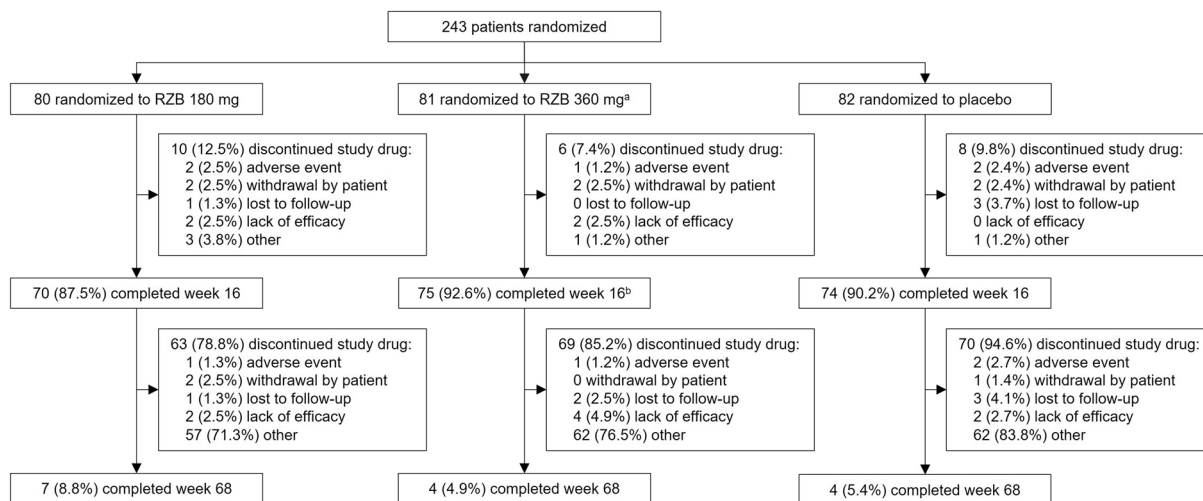 243 patients randomized
80 randomized to RZB 180 mg
81 randomized to RZB 360 mgᵃ
82 randomized to placebo
10 (12.5%) discontinued study drug:
2 (2.5%) adverse event
2 (2.5%) withdrawal by patient
1 (1.3%) lost to follow-up
2 (2.5%) lack of efficacy
3 (3.8%) other
6 (7.4%) discontinued study drug:
1 (1.2%) adverse event
2 (2.5%) withdrawal by patient
0 lost to follow-up
2 (2.5%) lack of efficacy
1 (1.2%) other
8 (9.8%) discontinued study drug:
2 (2.4%) adverse event
2 (2.4%) withdrawal by patient
3 (3.7%) lost to follow-up
0 lack of efficacy
1 (1.2%) other
70 (87.5%) completed week 16
75 (92.6%) completed week 16ᵇ
74 (90.2%) completed week 16
63 (78.8%) discontinued study drug:
1 (1.3%) adverse event
2 (2.5%) withdrawal by patient
1 (1.3%) lost to follow-up
2 (2.5%) lack of efficacy
57 (71.3%) other
69 (85.2%) discontinued study drug:
1 (1.2%) adverse event
0 withdrawal by patient
2 (2.5%) lost to follow-up
4 (4.9%) lack of efficacy
62 (76.5%) other
70 (94.6%) discontinued study drug:
2 (2.7%) adverse event
1 (1.4%) withdrawal by patient
3 (4.1%) lost to follow-up
2 (2.7%) lack of efficacy
62 (83.8%) other
7 (8.8%) completed week 68
4 (4.9%) completed week 68
4 (5.4%) completed week 68